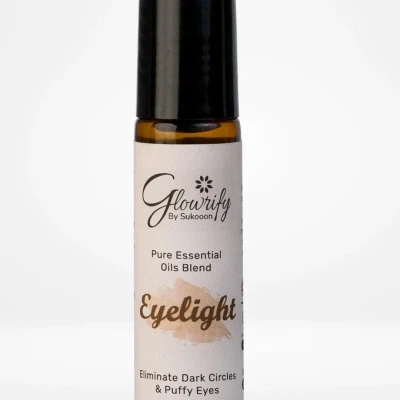 Glowrify
By Sukooon
Pure Essential
Oils Blend
Eyelight
Eliminate Dark Circles
& Puffy Eyes